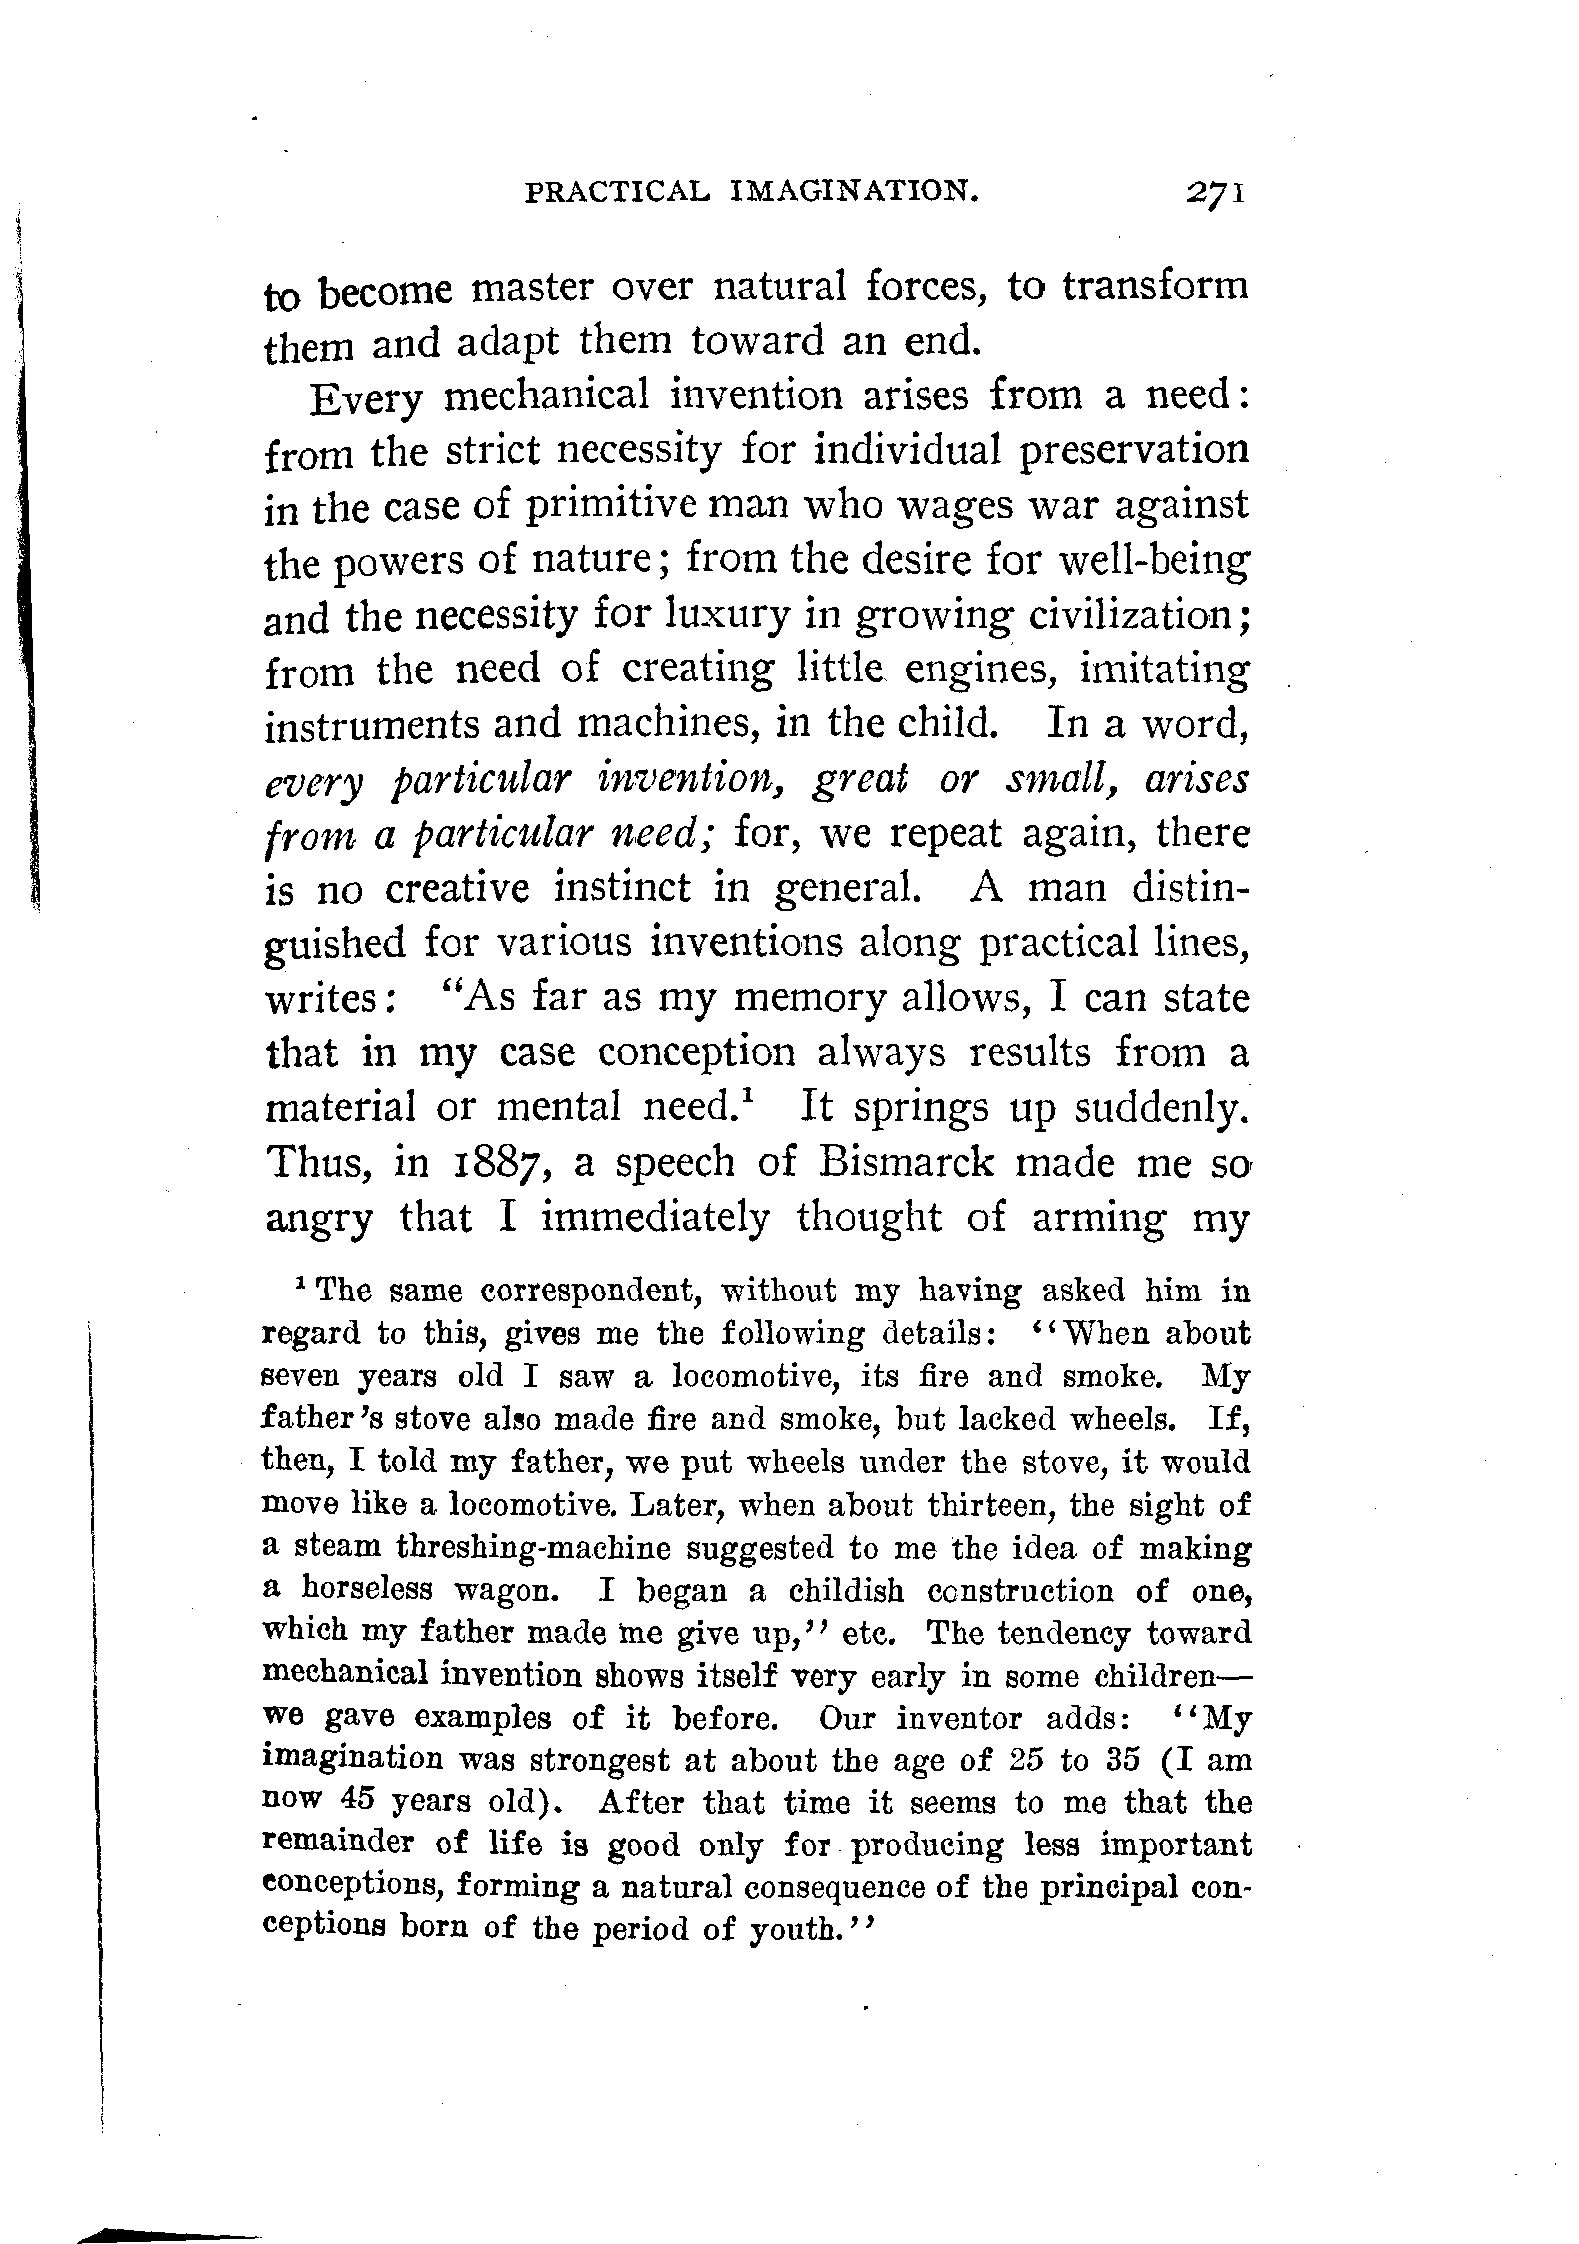 PRACTICAL IMAGINATION. 271
to become master over natural forces, to transform
them and adapt them toward an end.
Every mechanical invention arises from a need:
from the strict necessity for individual preservation
in the case of primitive man who wages war against
the powers of nature; from the desire for well-being
and the necessity for luxury in growing civilization;
from the need of creating little engines, imitating
instruments and machines, in the child. In a word,
every particular invention, great or small, arises
from a particular need; for, we repeat again, there
is no creative instinct in general. A man distin-
guished for various inventions along practical lines,
writes: "As far as my memory allows, I can state
that in my case conception always results from a
material or mental need.¹ It springs up suddenly.
Thus, in 1887, a speech of Bismarck made me so
angry that I immediately thought of arming my
¹ The same correspondent, without my having asked him in
regard to this, gives me the following details: "When about
seven years old I saw a locomotive, its fire and smoke. My
father's stove also made fire and smoke, but lacked wheels. If,
then, I told my father, we put wheels under the stove, it would
move like a locomotive. Later, when about thirteen, the sight of
a steam threshing-machine suggested to me the idea of making
a horseless wagon. I began a childish construction of one,
which my father made me give up," etc. The tendency toward
mechanical invention shows itself very early in some children—
we gave examples of it before. Our inventor adds: "My
imagination was strongest at about the age of 25 to 35 (I am
now 45 years old). After that time it seems to me that the
remainder of life is good only for producing less important
conceptions, forming a natural consequence of the principal con-
ceptions born of the period of youth."